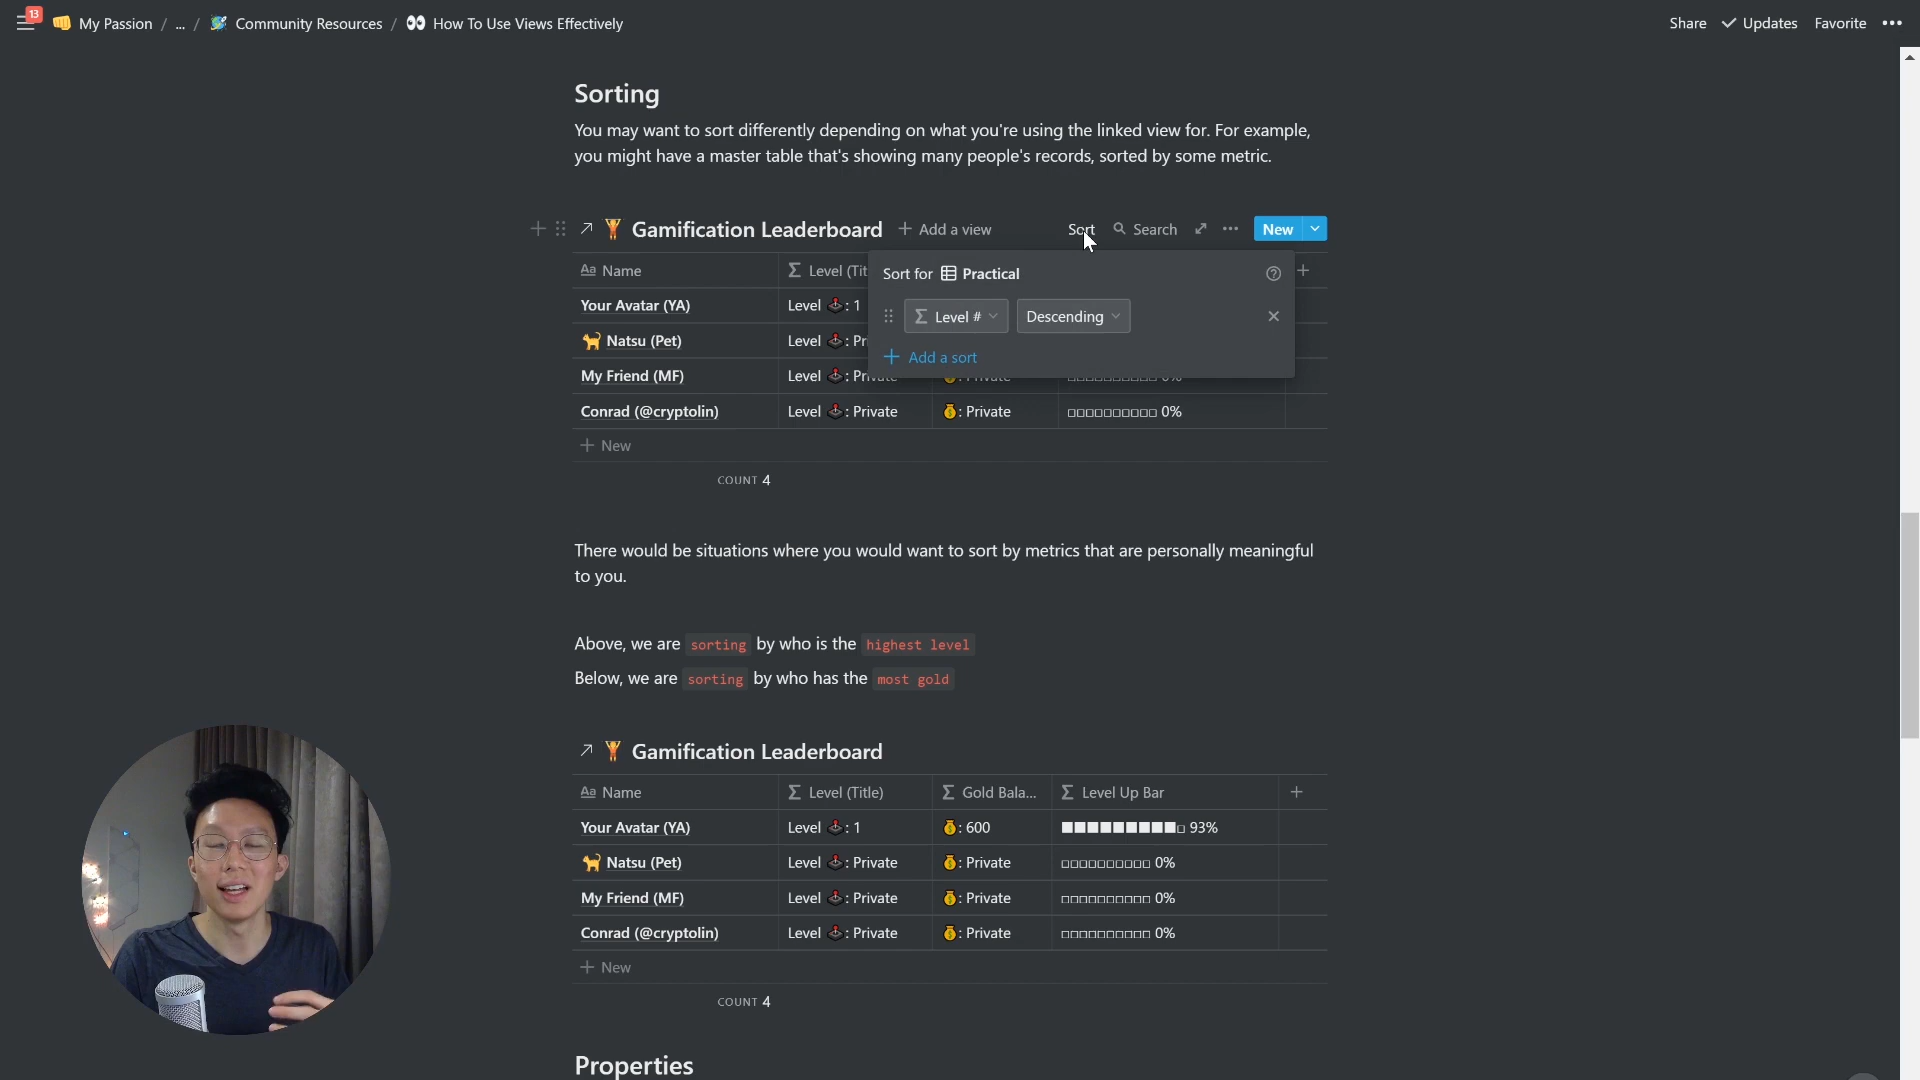 13
My Passion / ... / Community Resources / How To Use Views Effectively
Share Updates Favorite •••
Sorting
You may want to sort differently depending on what you're using the linked view for. For example,
you might have a master table that's showing many people's records, sorted by some metric.
Gamification Leaderboard + Add a view Sort Search ••• New
Aa Name Σ Level (Tit
Sort for Practical
Your Avatar (YA) Level : 1
Σ Level # Descending
Natsu (Pet) Level : Pr
+ Add a sort
My Friend (MF) Level : Private : Private 0%
Conrad (@cryptolin) Level : Private : Private 0%
+ New
COUNT 4
There would be situations where you would want to sort by metrics that are personally meaningful
to you.
Above, we are sorting by who is the highest level
Below, we are sorting by who has the most gold
Gamification Leaderboard
Aa Name Σ Level (Title) Σ Gold Bala... Σ Level Up Bar +
Your Avatar (YA) Level : 1 : 600 93%
Natsu (Pet) Level : Private : Private 0%
My Friend (MF) Level : Private : Private 0%
Conrad (@cryptolin) Level : Private : Private 0%
+ New
COUNT 4
Properties